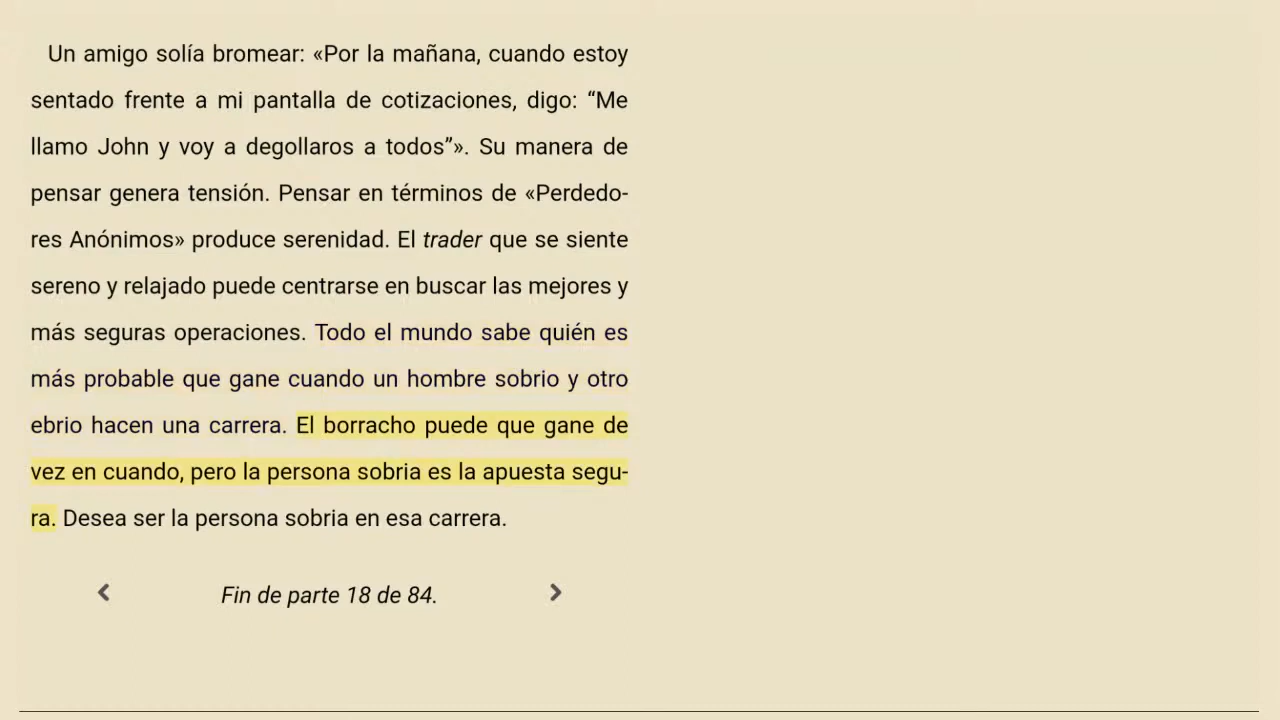 Un amigo solía bromear: «Por la mañana, cuando estoy
sentado frente a mi pantalla de cotizaciones, digo: “Me
llamo John y voy a degollaros a todos”». Su manera de
pensar genera tensión. Pensar en términos de «Perdedo-
res Anónimos» produce serenidad. El trader que se siente
sereno y relajado puede centrarse en buscar las mejores y
más seguras operaciones. Todo el mundo sabe quién es
más probable que gane cuando un hombre sobrio y otro
ebrio hacen una carrera. El borracho puede que gane de
vez en cuando, pero la persona sobria es la apuesta segu-
ra. Desea ser la persona sobria en esa carrera.
Fin de parte 18 de 84.